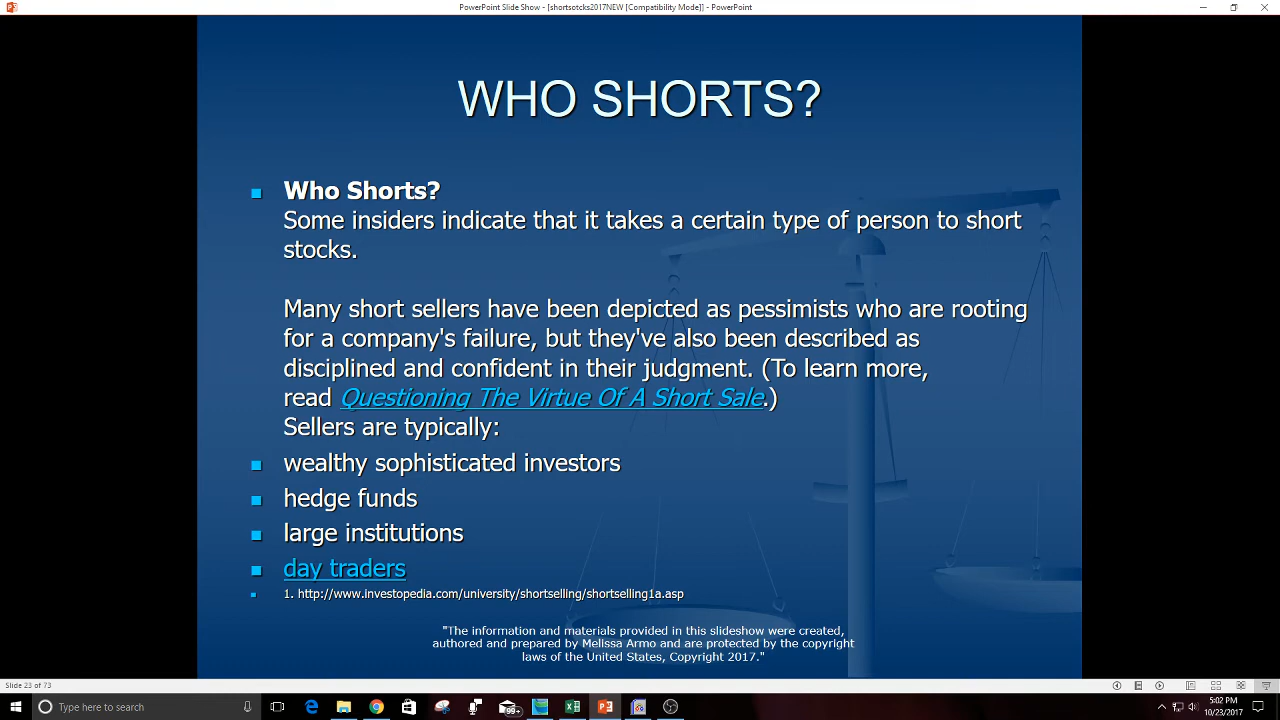 PowerPoint Slide Show - [shortsotcks2017NEW [Compatibility Mode]] - PowerPoint
WHO SHORTS?
Who Shorts?
Some insiders indicate that it takes a certain type of person to short
stocks.
Many short sellers have been depicted as pessimists who are rooting
for a company's failure, but they've also been described as
disciplined and confident in their judgment. (To learn more,
read Questioning The Virtue Of A Short Sale.)
Sellers are typically:
wealthy sophisticated investors
hedge funds
large institutions
day traders
1. http://www.investopedia.com/university/shortselling/shortselling1a.asp
"The information and materials provided in this slideshow were created,
authored and prepared by Melissa Armo and are protected by the copyright
laws of the United States, Copyright 2017."
Slide 23 of 73
Type here to search
99+
5:02 PM
10/23/2017